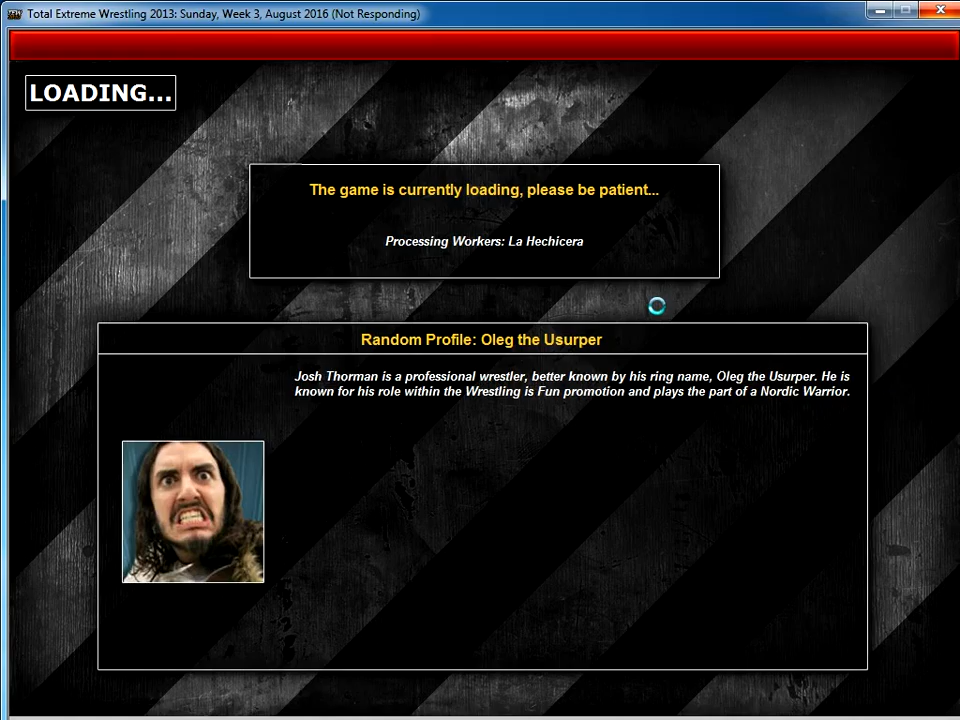 Total Extreme Wrestling 2013: Sunday, Week 3, August 2016 (Not Responding)
LOADING...
The game is currently loading, please be patient...
Processing Workers: La Hechicera
Random Profile: Oleg the Usurper
Josh Thorman is a professional wrestler, better known by his ring name, Oleg the Usurper. He is
known for his role within the Wrestling is Fun promotion and plays the part of a Nordic Warrior.